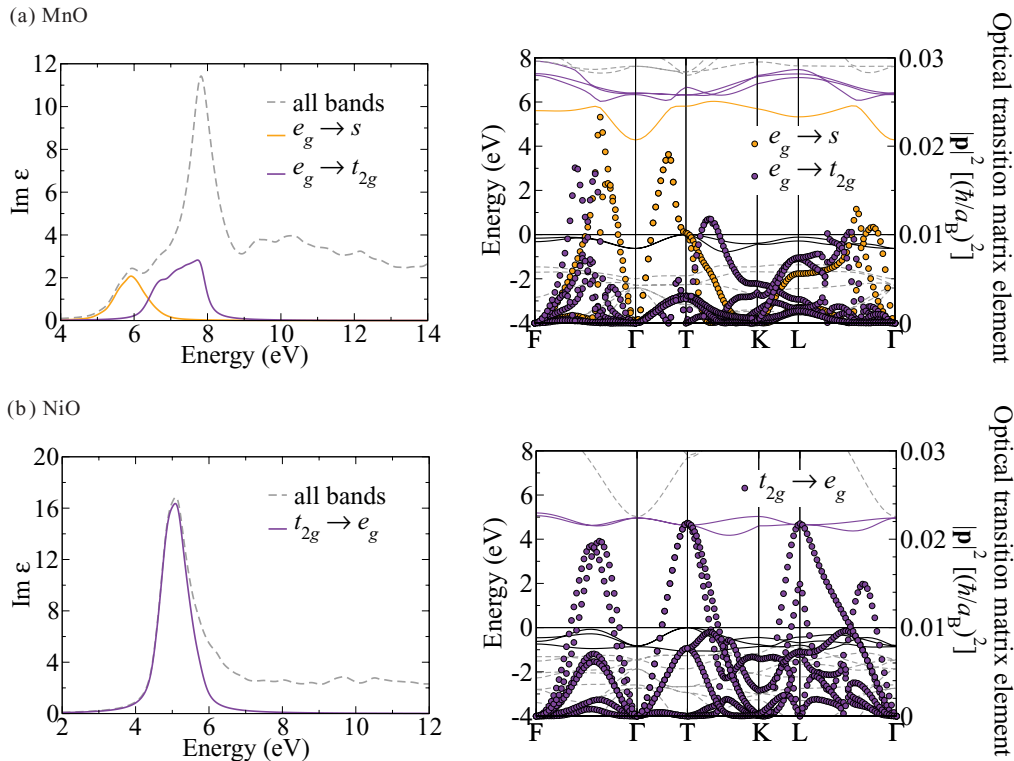 (a) MnO
12
10
8
6
4
2
0
Im ε
all bands
e_g → s
e_g → t_2g
4 6 8 10 12 14
Energy (eV)
8
6
4
2
0
-2
-4
Energy (eV)
e_g → s
e_g → t_2g
F Γ T K L Γ
0.03
0.02
0.01
0
|p|² [(ħ/a_B)²]
Optical transition matrix element
(b) NiO
20
16
12
8
4
0
Im ε
all bands
t_2g → e_g
2 4 6 8 10 12
Energy (eV)
8
6
4
2
0
-2
-4
Energy (eV)
t_2g → e_g
F Γ T K L Γ
0.03
0.02
0.01
0
|p|² [(ħ/a_B)²]
Optical transition matrix element